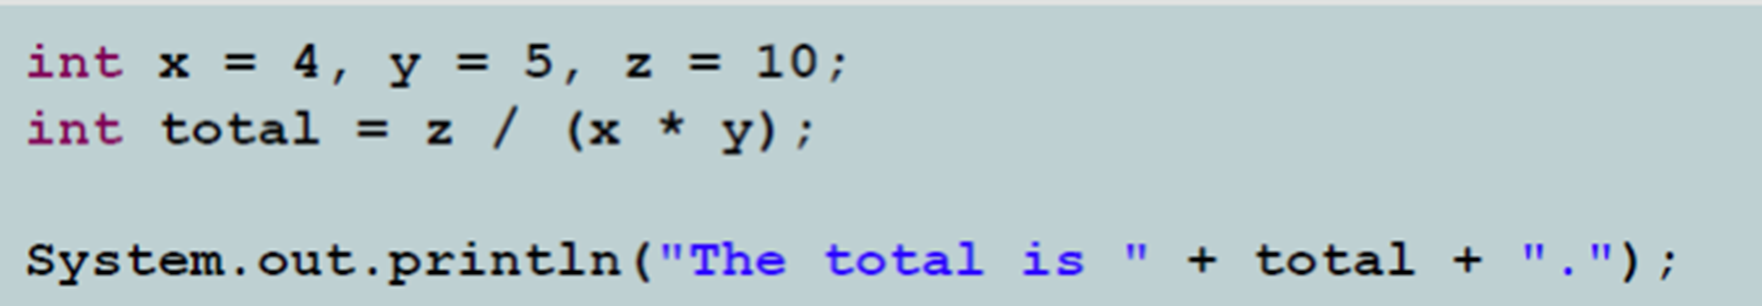 int x = 4, y = 5, z = 10;
int total = z / (x * y);
System.out.println("The total is " + total + ".");